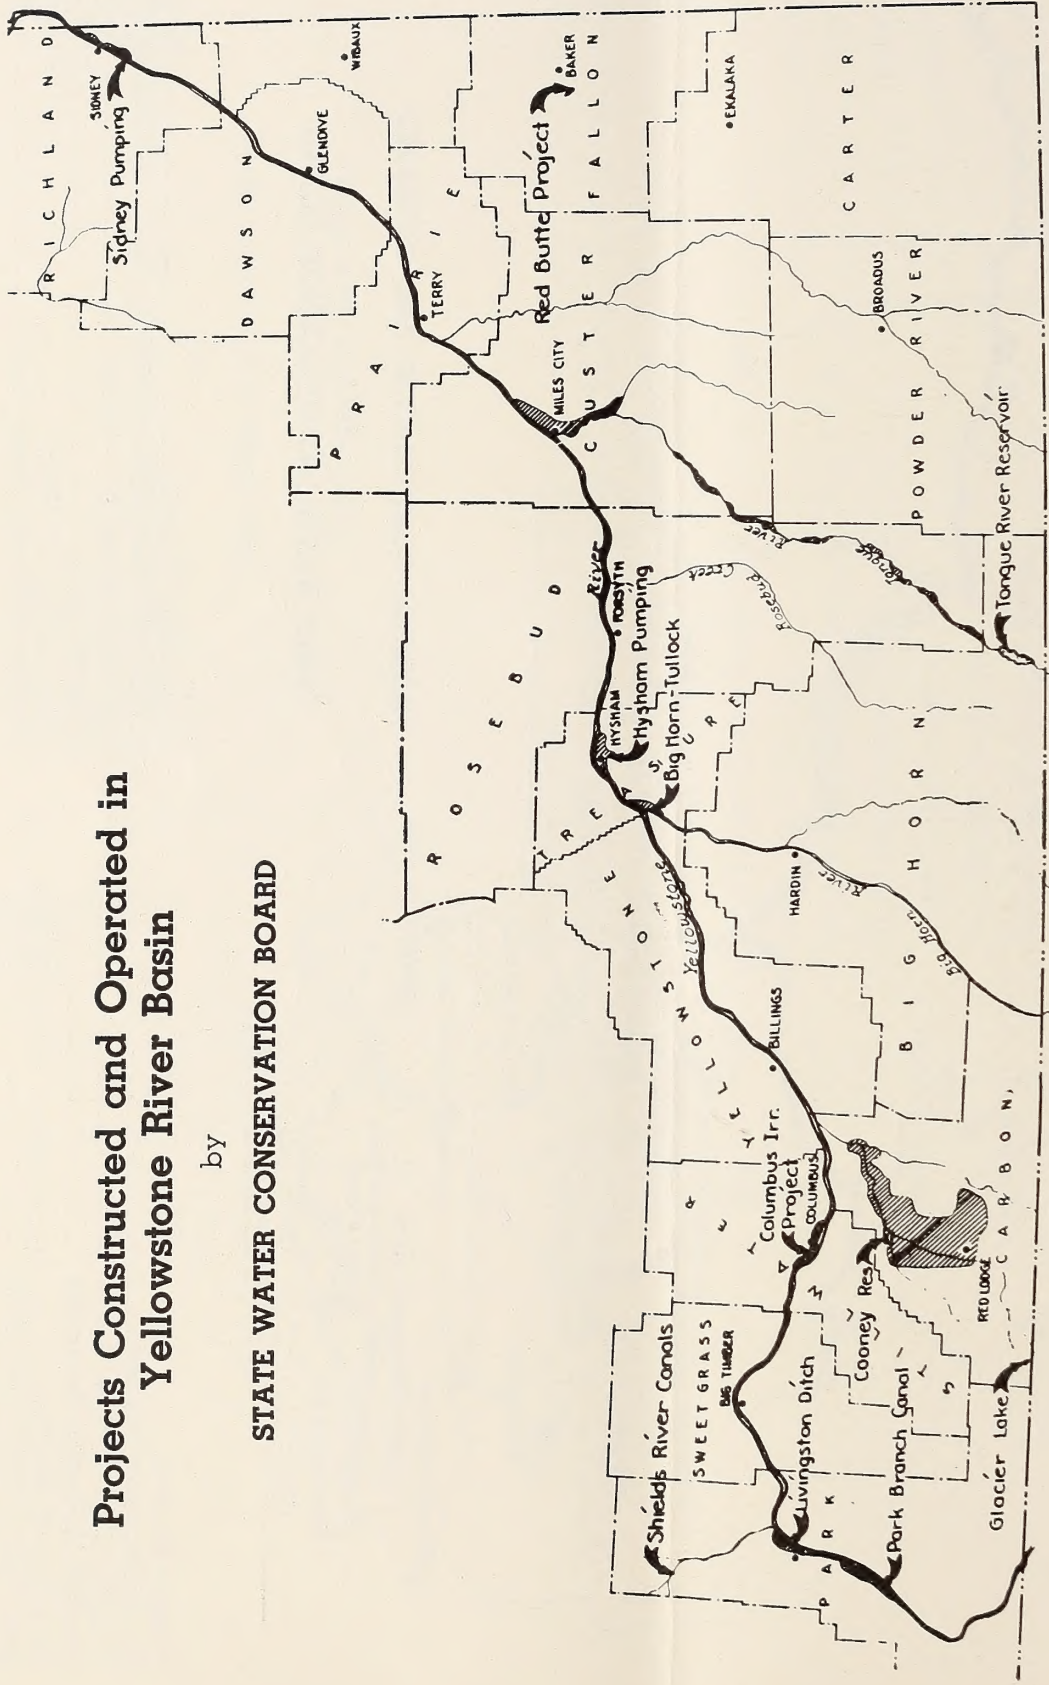 Projects Constructed and Operated in
Yellowstone River Basin
by
STATE WATER CONSERVATION BOARD
RICHLAND
SIDNEY
Sidney Pumping
DAWSON
GLENDIVE
WIBAUX
PRAIRIE
TERRY
Red Butte Project
BAKER
FALLON
EKALAKA
CARTER
CUSTER
MILES CITY
BROADUS
POWDER RIVER
Tongue River Reservoir
Tongue River
ROSEBUD
Rosebud Creek
FORSYTH
Yellowstone River
HYSHAM
Hysham Pumping
Big Horn-Tullock
TREASURE
HARDIN
Big Horn River
BIG HORN
YELLOWSTONE
BILLINGS
Columbus Irr.
Project
COLUMBUS
STILLWATER
Cooney Res
RED LODGE
CARBON
Glacier Lake
SWEET GRASS
BIG TIMBER
Shields River Canals
Livingston Ditch
Park Branch Canal
PARK